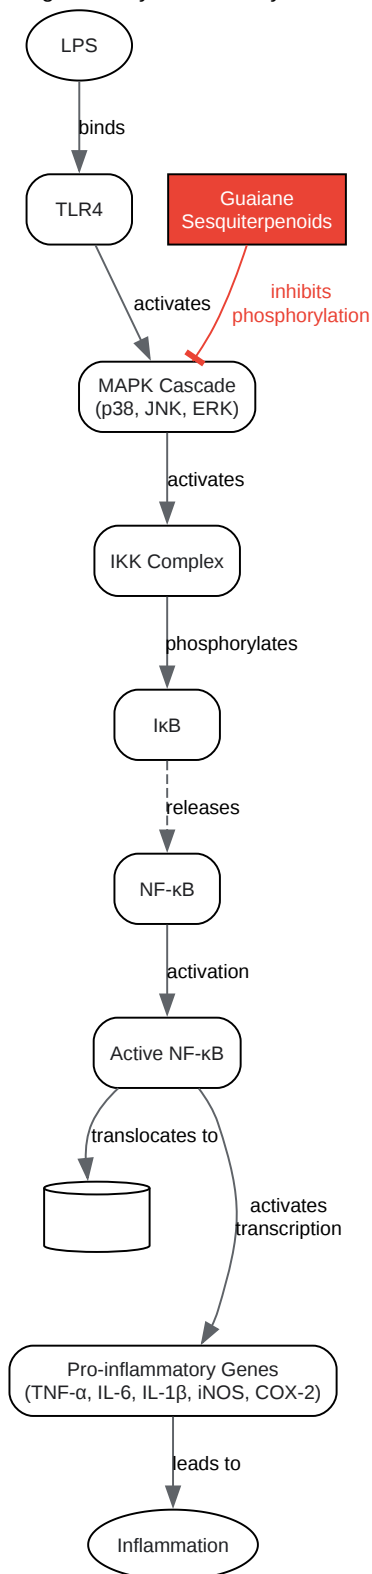 LPS
binds
TLR4
Guaiane
Sesquiterpenoids
activates
inhibits
phosphorylation
MAPK Cascade
(p38, JNK, ERK)
activates
IKK Complex
phosphorylates
IκB
releases
NF-κB
activation
Active NF-κB
translocates to
activates
transcription
Pro-inflammatory Genes
(TNF-α, IL-6, IL-1β, iNOS, COX-2)
leads to
Inflammation